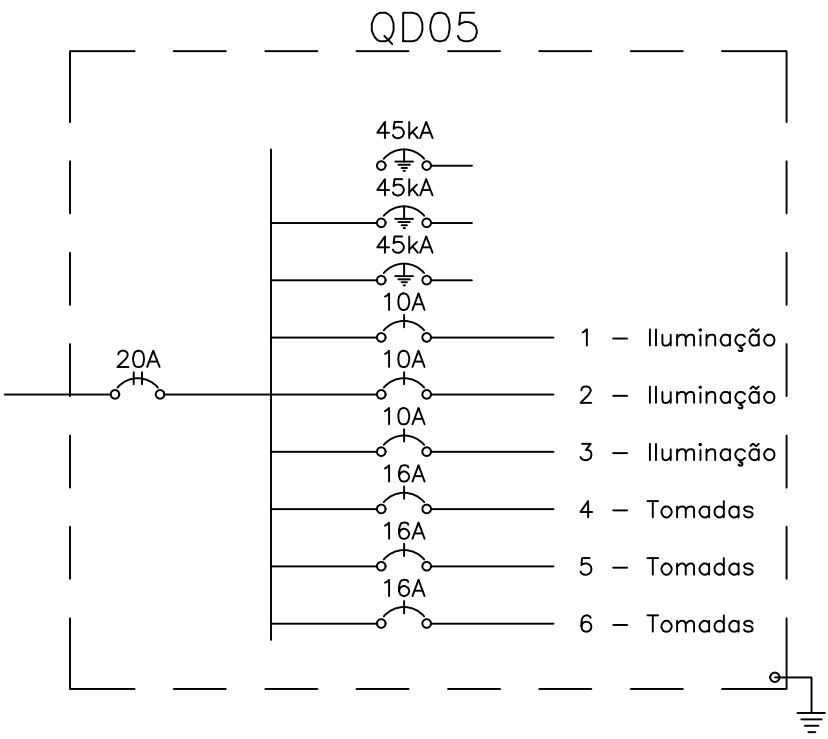 QD05
45kA
45kA
45kA
10A
1 – Iluminação
20A
10A
2 – Iluminação
10A
3 – Iluminação
16A
4 – Tomadas
16A
5 – Tomadas
16A
6 – Tomadas